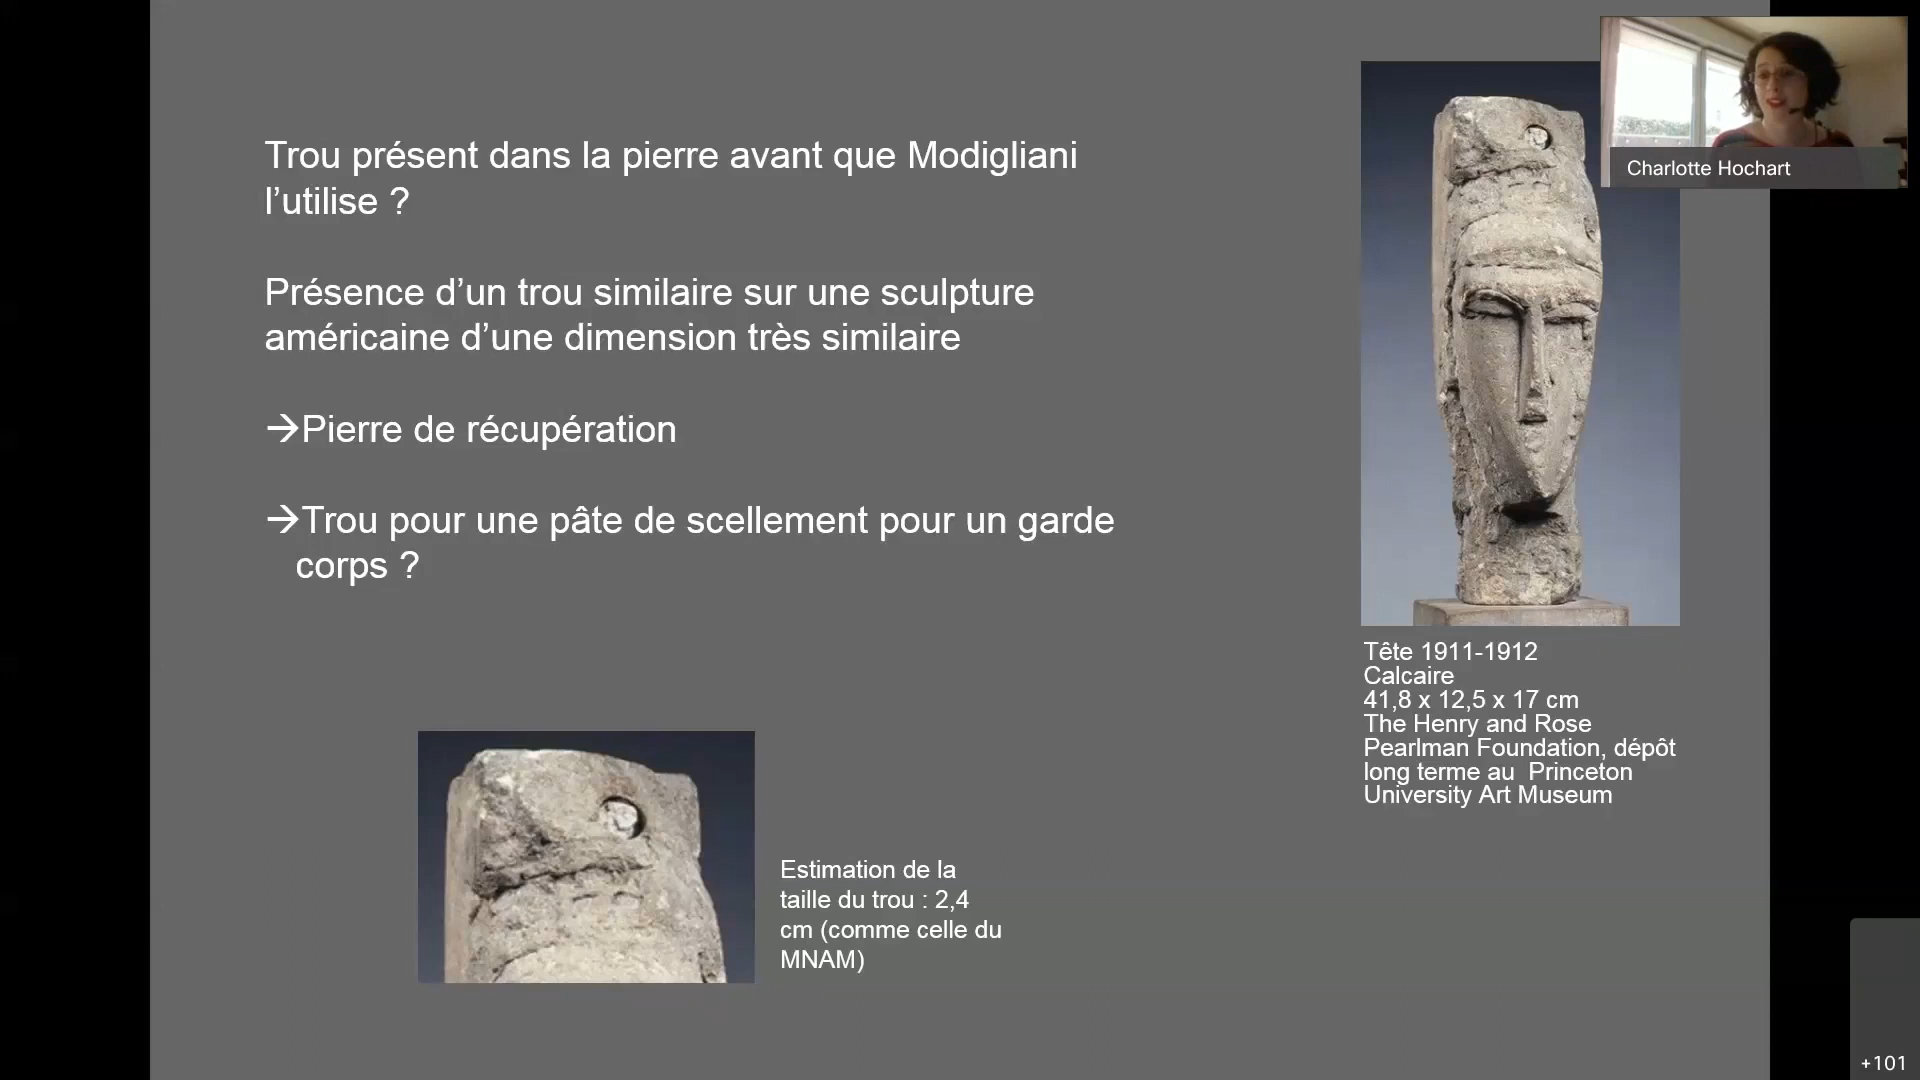 Trou présent dans la pierre avant que Modigliani
l’utilise ?
Présence d’un trou similaire sur une sculpture
américaine d’une dimension très similaire
→Pierre de récupération
→Trou pour une pâte de scellement pour un garde
corps ?
Charlotte Hochart
Tête 1911-1912
Calcaire
41,8 x 12,5 x 17 cm
The Henry and Rose
Pearlman Foundation, dépôt
long terme au  Princeton
University Art Museum
Estimation de la
taille du trou : 2,4
cm (comme celle du
MNAM)
+101